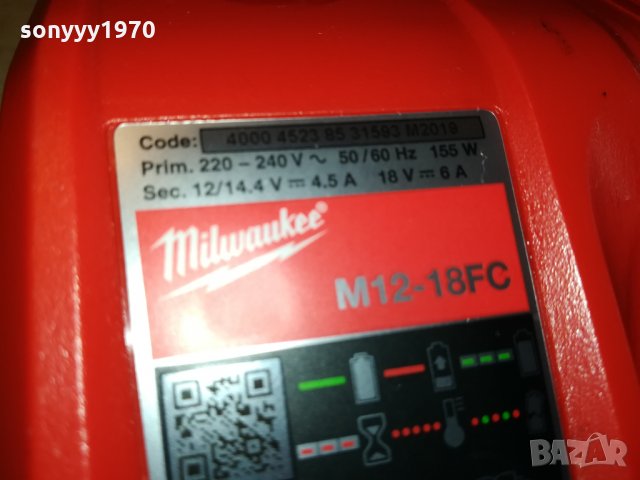 sonyyy1970
Code: 4000 4523 85 31593 M2019
Prim. 220 – 240 V ~ 50/60 Hz 155 W
Sec. 12/14.4 V ⎓ 4.5 A 18 V ⎓ 6 A
Milwaukee®
M12-18FC
BAZAR